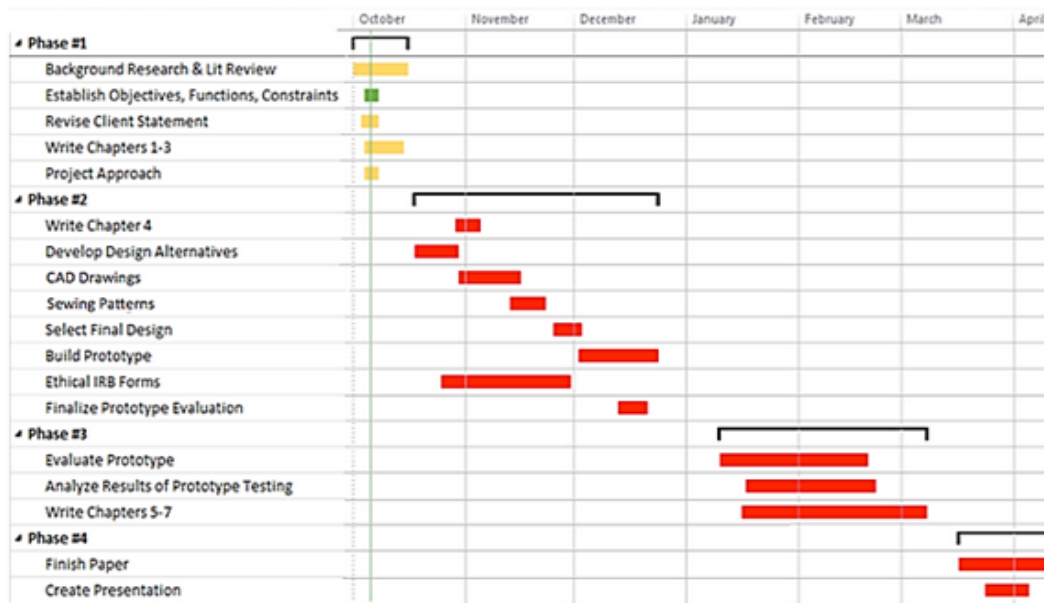 October November December January February March April
Phase #1
Background Research & Lit Review
Establish Objectives, Functions, Constraints
Revise Client Statement
Write Chapters 1-3
Project Approach
Phase #2
Write Chapter 4
Develop Design Alternatives
CAD Drawings
Sewing Patterns
Select Final Design
Build Prototype
Ethical IRB Forms
Finalize Prototype Evaluation
Phase #3
Evaluate Prototype
Analyze Results of Prototype Testing
Write Chapters 5-7
Phase #4
Finish Paper
Create Presentation